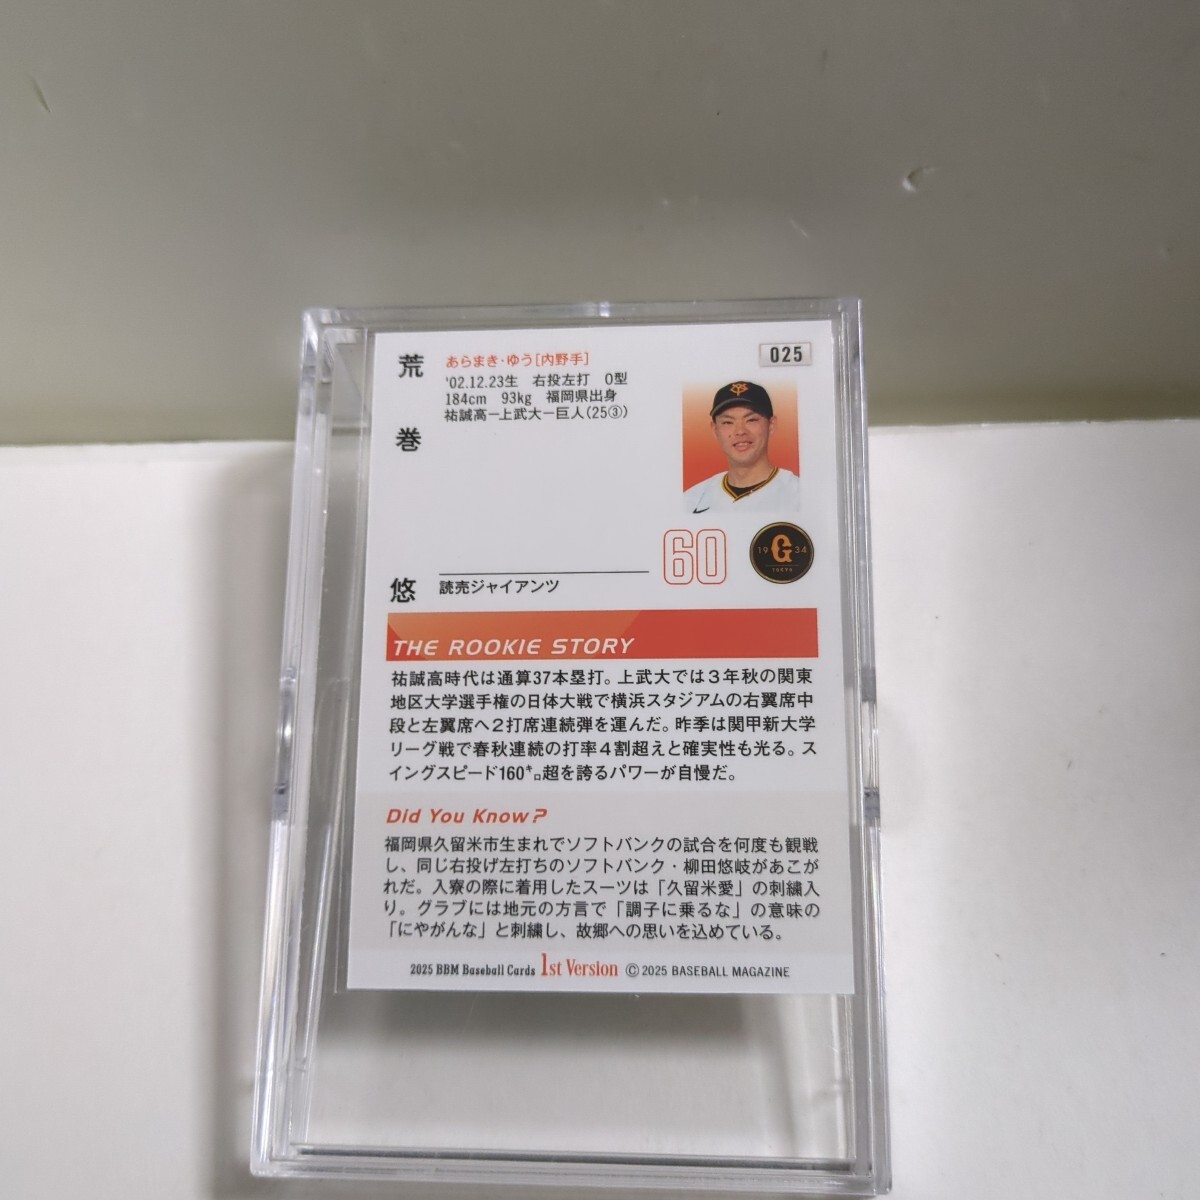 荒巻 悠
あらまき・ゆう[内野手]
'02.12.23生 右投左打 O型
184cm 93kg 福岡県出身
祐誠高ー上武大ー巨人(25③)
025
読売ジャイアンツ
60
19 G 34
TOKYO
THE ROOKIE STORY
祐誠高時代は通算37本塁打。上武大では3年秋の関東
地区大学選手権の日体大戦で横浜スタジアムの右翼席中
段と左翼席へ2打席連続弾を運んだ。昨季は関甲新大学
リーグ戦で春秋連続の打率4割超えと確実性も光る。ス
イングスピード160㌔超を誇るパワーが自慢だ。
Did You Know?
福岡県久留米市生まれでソフトバンクの試合を何度も観戦
し、同じ右投げ左打ちのソフトバンク・柳田悠岐があこが
れだ。入寮の際に着用したスーツは「久留米愛」の刺繍入
り。グラブには地元の方言で「調子に乗るな」の意味の
「にやがんな」と刺繍し、故郷への思いを込めている。
2025 BBM Baseball Cards 1st Version © 2025 BASEBALL MAGAZINE